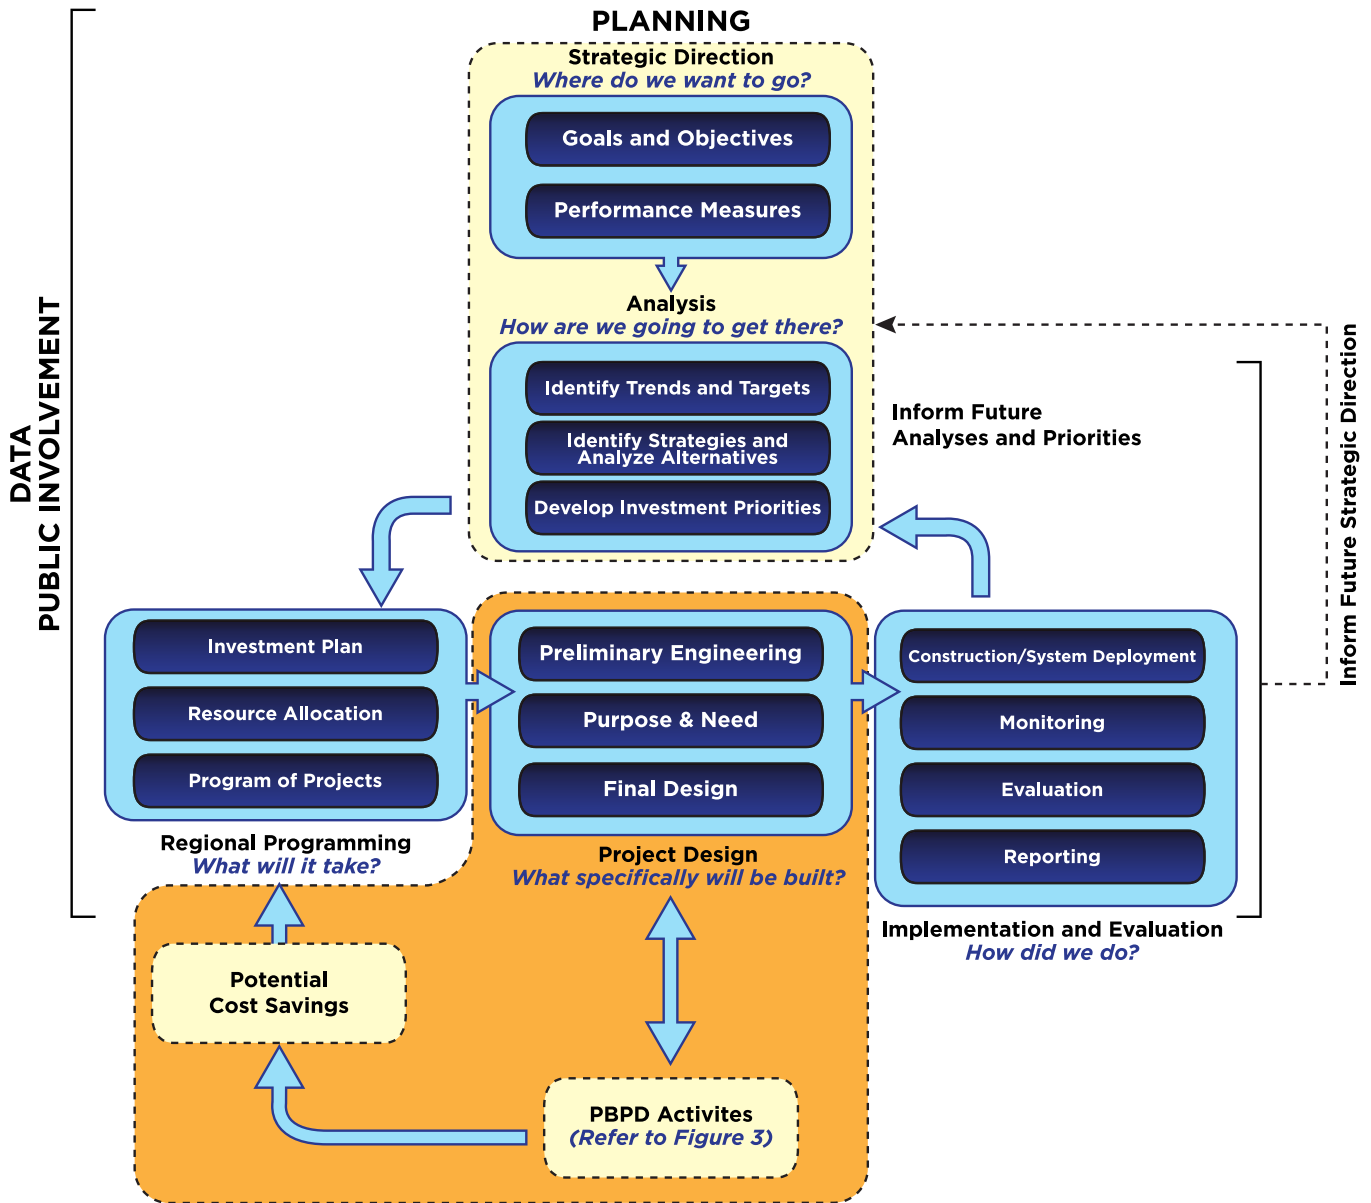 PLANNING
Strategic Direction
Where do we want to go?
Goals and Objectives
Performance Measures
Analysis
How are we going to get there?
Identify Trends and Targets
Identify Strategies and
Analyze Alternatives
Develop Investment Priorities
DATA
PUBLIC INVOLVEMENT
Inform Future
Analyses and Priorities
Inform Future Strategic Direction
Investment Plan
Resource Allocation
Program of Projects
Regional Programming
What will it take?
Preliminary Engineering
Purpose & Need
Final Design
Project Design
What specifically will be built?
Construction/System Deployment
Monitoring
Evaluation
Reporting
Implementation and Evaluation
How did we do?
Potential
Cost Savings
PBPD Activites
(Refer to Figure 3)